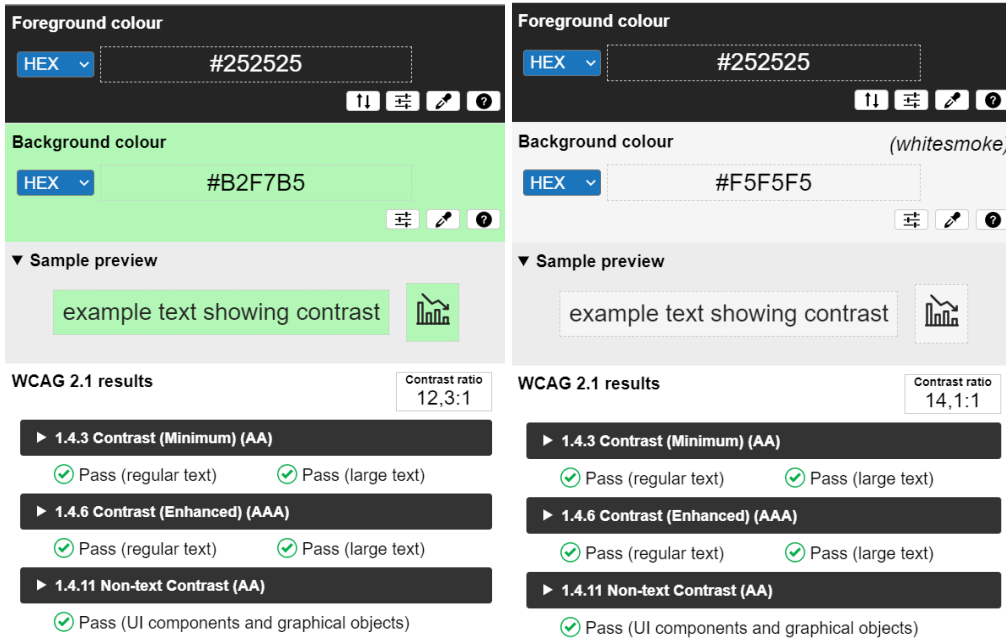 Foreground colour
HEX
#252525
Background colour
HEX
#B2F7B5
Sample preview
example text showing contrast
WCAG 2.1 results
Contrast ratio
12,3:1
1.4.3 Contrast (Minimum) (AA)
Pass (regular text) Pass (large text)
1.4.6 Contrast (Enhanced) (AAA)
Pass (regular text) Pass (large text)
1.4.11 Non-text Contrast (AA)
Pass (UI components and graphical objects)
Foreground colour
HEX
#252525
Background colour
(whitesmoke)
HEX
#F5F5F5
Sample preview
example text showing contrast
WCAG 2.1 results
Contrast ratio
14,1:1
1.4.3 Contrast (Minimum) (AA)
Pass (regular text) Pass (large text)
1.4.6 Contrast (Enhanced) (AAA)
Pass (regular text) Pass (large text)
1.4.11 Non-text Contrast (AA)
Pass (UI components and graphical objects)